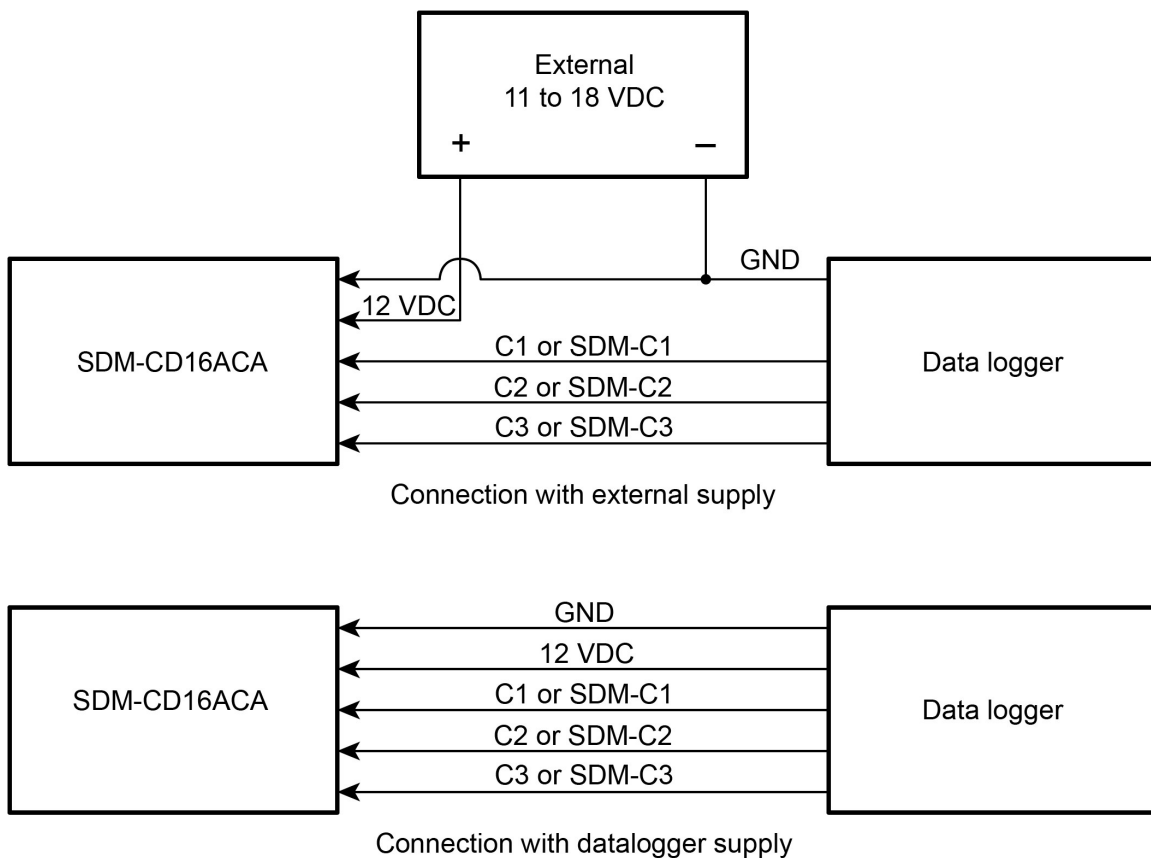 External
11 to 18 VDC
+
–
GND
12 VDC
SDM-CD16ACA
C1 or SDM-C1
C2 or SDM-C2
C3 or SDM-C3
Data logger
Connection with external supply
GND
12 VDC
SDM-CD16ACA
C1 or SDM-C1
C2 or SDM-C2
C3 or SDM-C3
Data logger
Connection with datalogger supply